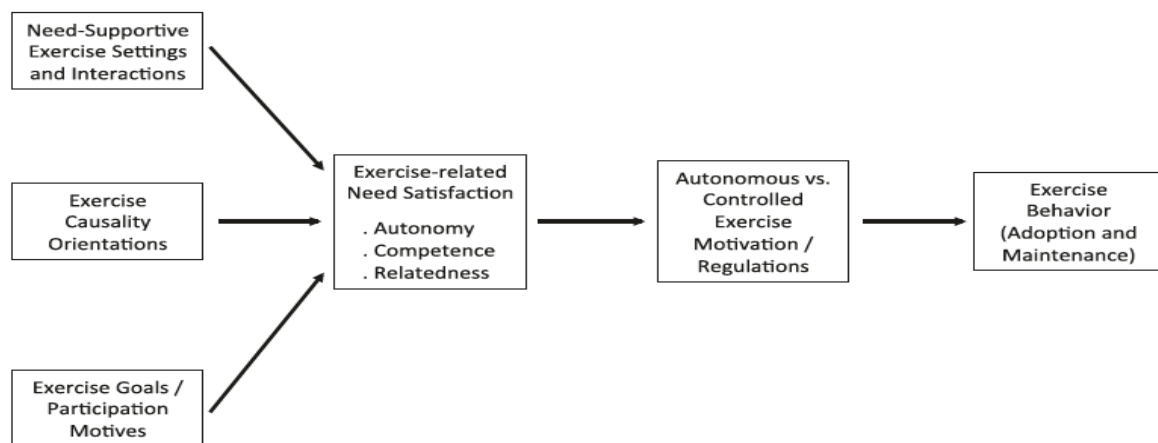 Need-Supportive
Exercise Settings
and Interactions
Exercise
Causality
Orientations
Exercise Goals /
Participation
Motives
Exercise-related
Need Satisfaction
. Autonomy
. Competence
. Relatedness
Autonomous vs.
Controlled
Exercise
Motivation /
Regulations
Exercise
Behavior
(Adoption and
Maintenance)